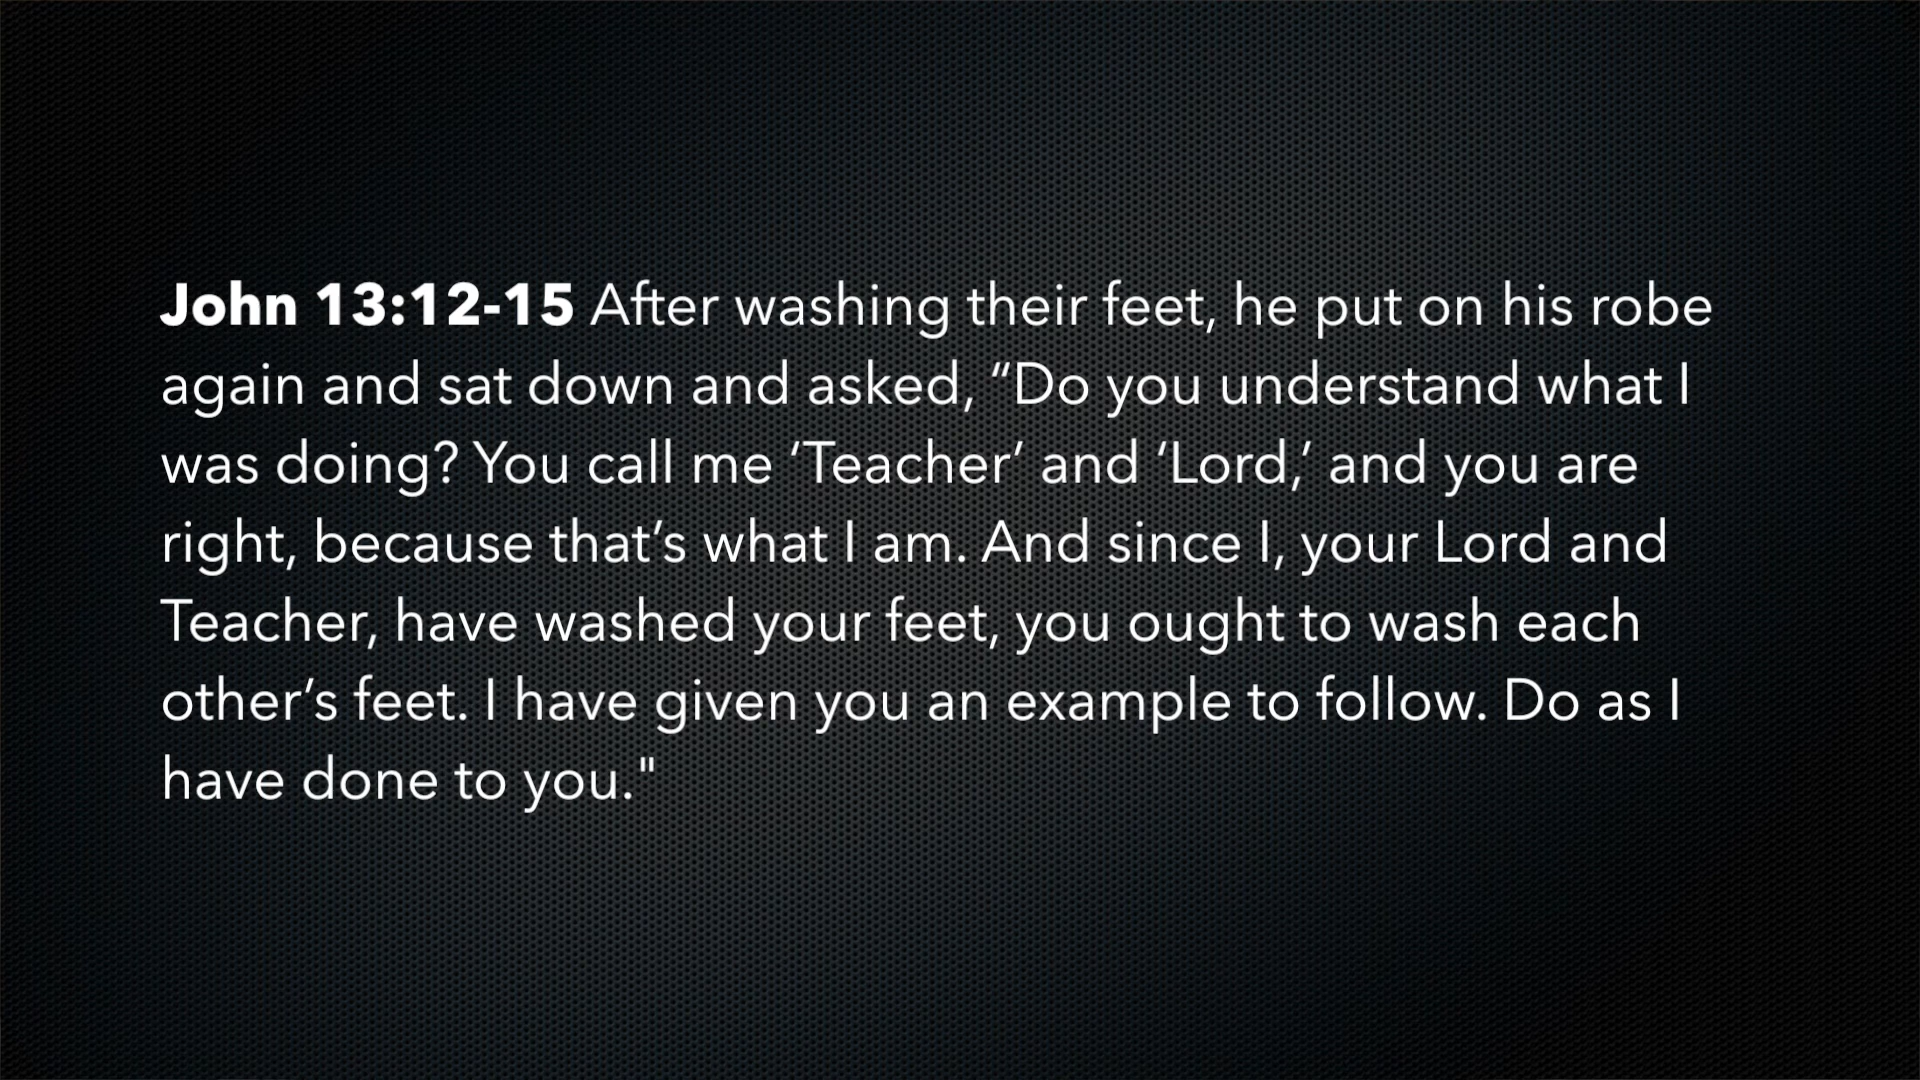 John 13:12-15 After washing their feet, he put on his robe
again and sat down and asked, “Do you understand what I
was doing? You call me ‘Teacher’ and ‘Lord,’ and you are
right, because that’s what I am. And since I, your Lord and
Teacher, have washed your feet, you ought to wash each
other’s feet. I have given you an example to follow. Do as I
have done to you."